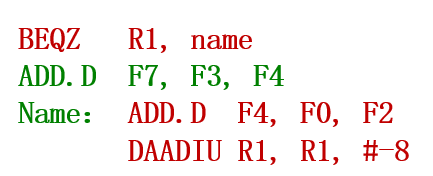 BEQZ R1, name
ADD.D F7, F3, F4
Name: ADD.D F4, F0, F2
DAADIU R1, R1, #-8